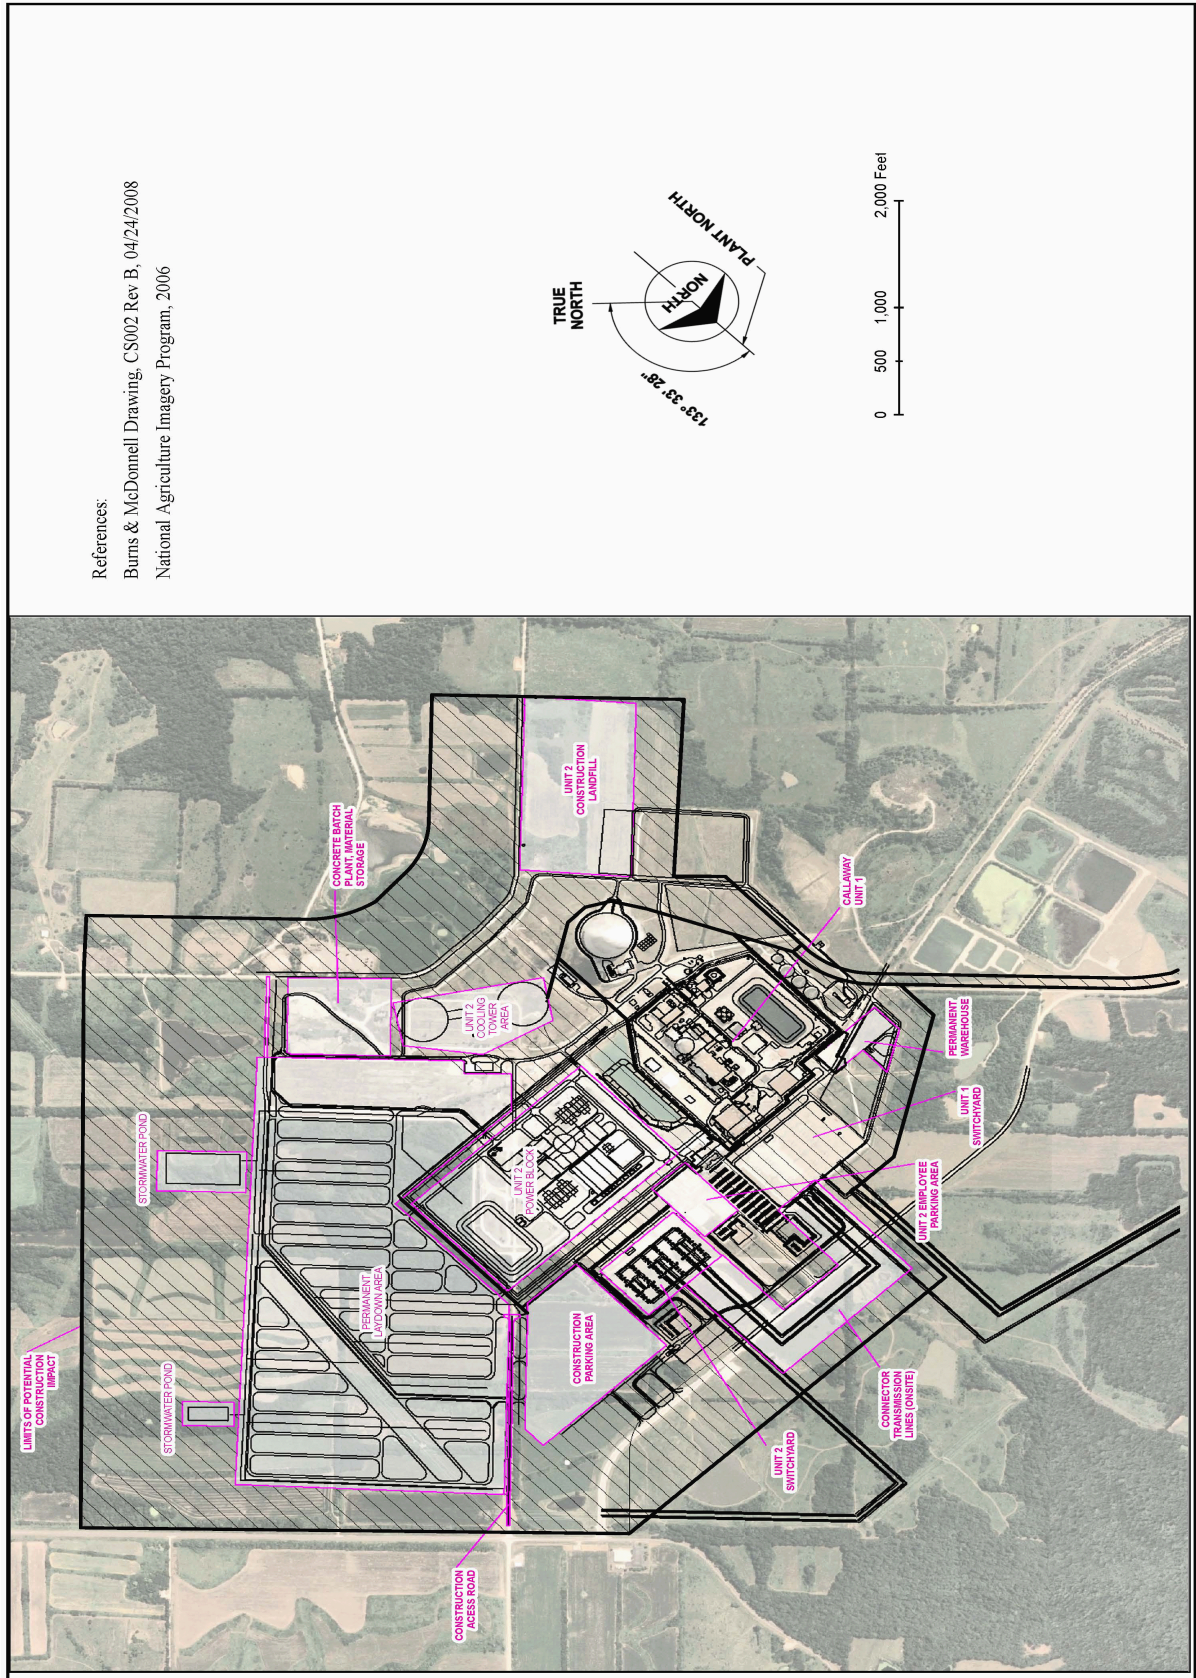 References:
Burns & McDonnell Drawing, CS002 Rev B, 04/24/2008
National Agriculture Imagery Program, 2006
TRUE
NORTH
NORTH
PLANT NORTH
133° 33' 28"
0
500
1,000
2,000 Feet
LIMITS OF POTENTIAL
CONSTRUCTION
IMPACT
STORMWATER POND
STORMWATER POND
CONCRETE BATCH
PLANT, MATERIAL
STORAGE
UNIT 2
CONSTRUCTION
LANDFILL
UNIT 2
COOLING
TOWER
AREA
PERMANENT
LAYDOWN AREA
UNIT 2
POWER BLOCK
CONSTRUCTION
PARKING AREA
CALLAWAY
UNIT 1
PERMANENT
WAREHOUSE
UNIT 1
SWITCHYARD
UNIT 2 EMPLOYEE
PARKING AREA
CONNECTOR
TRANSMISSION
LINES (ONSITE)
UNIT 2
SWITCHYARD
CONSTRUCTION
ACESS ROAD